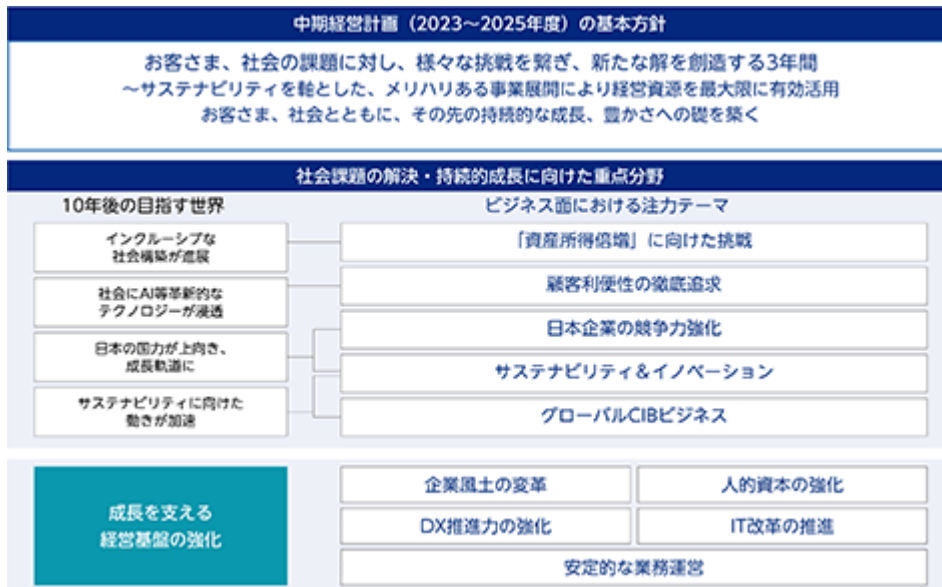 中期経営計画（2023～2025年度）の基本方針
お客さま、社会の課題に対し、様々な挑戦を繋ぎ、新たな解を創造する3年間
～サステナビリティを軸とした、メリハリある事業展開により経営資源を最大限に有効活用
お客さま、社会とともに、その先の持続的な成長、豊かさへの礎を築く
社会課題の解決・持続的成長に向けた重点分野
10年後の目指す世界
インクルーシブな
社会構築が進展
社会にAI等革新的な
テクノロジーが浸透
日本の国力が上向き、
成長軌道に
サステナビリティに向けた
動きが加速
ビジネス面における注力テーマ
「資産所得倍増」に向けた挑戦
顧客利便性の徹底追求
日本企業の競争力強化
サステナビリティ＆イノベーション
グローバルCIBビジネス
成長を支える
経営基盤の強化
企業風土の変革
人的資本の強化
DX推進力の強化
IT改革の推進
安定的な業務運営